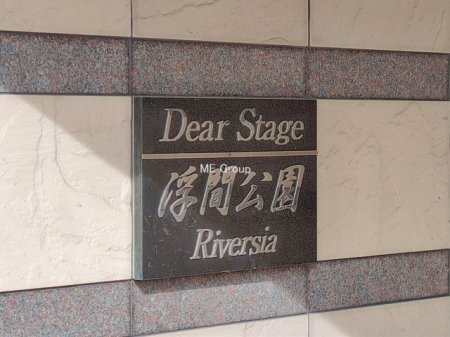 Dear Stage
ME Group
浮間公園
Riversia